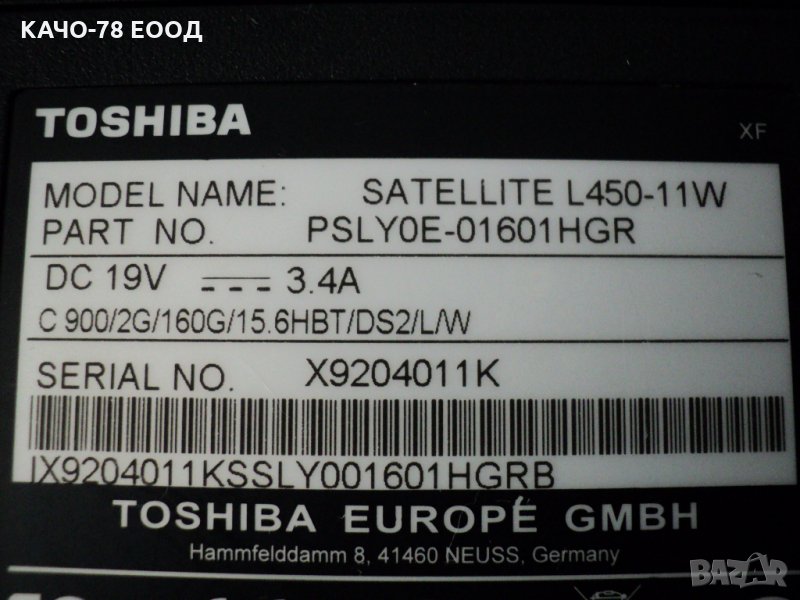 КАЧО-78 ЕООД
TOSHIBA
XF
MODEL NAME: SATELLITE L450-11W
PART NO. PSLY0E-01601HGR
DC 19V 3.4A
C 900/2G/160G/15.6HBT/DS2/L/W
SERIAL NO. X9204011K
IX9204011KSSLY001601HGRB
TOSHIBA EUROPE GMBH
Hammfelddamm 8, 41460 NEUSS, Germany
BAZAR